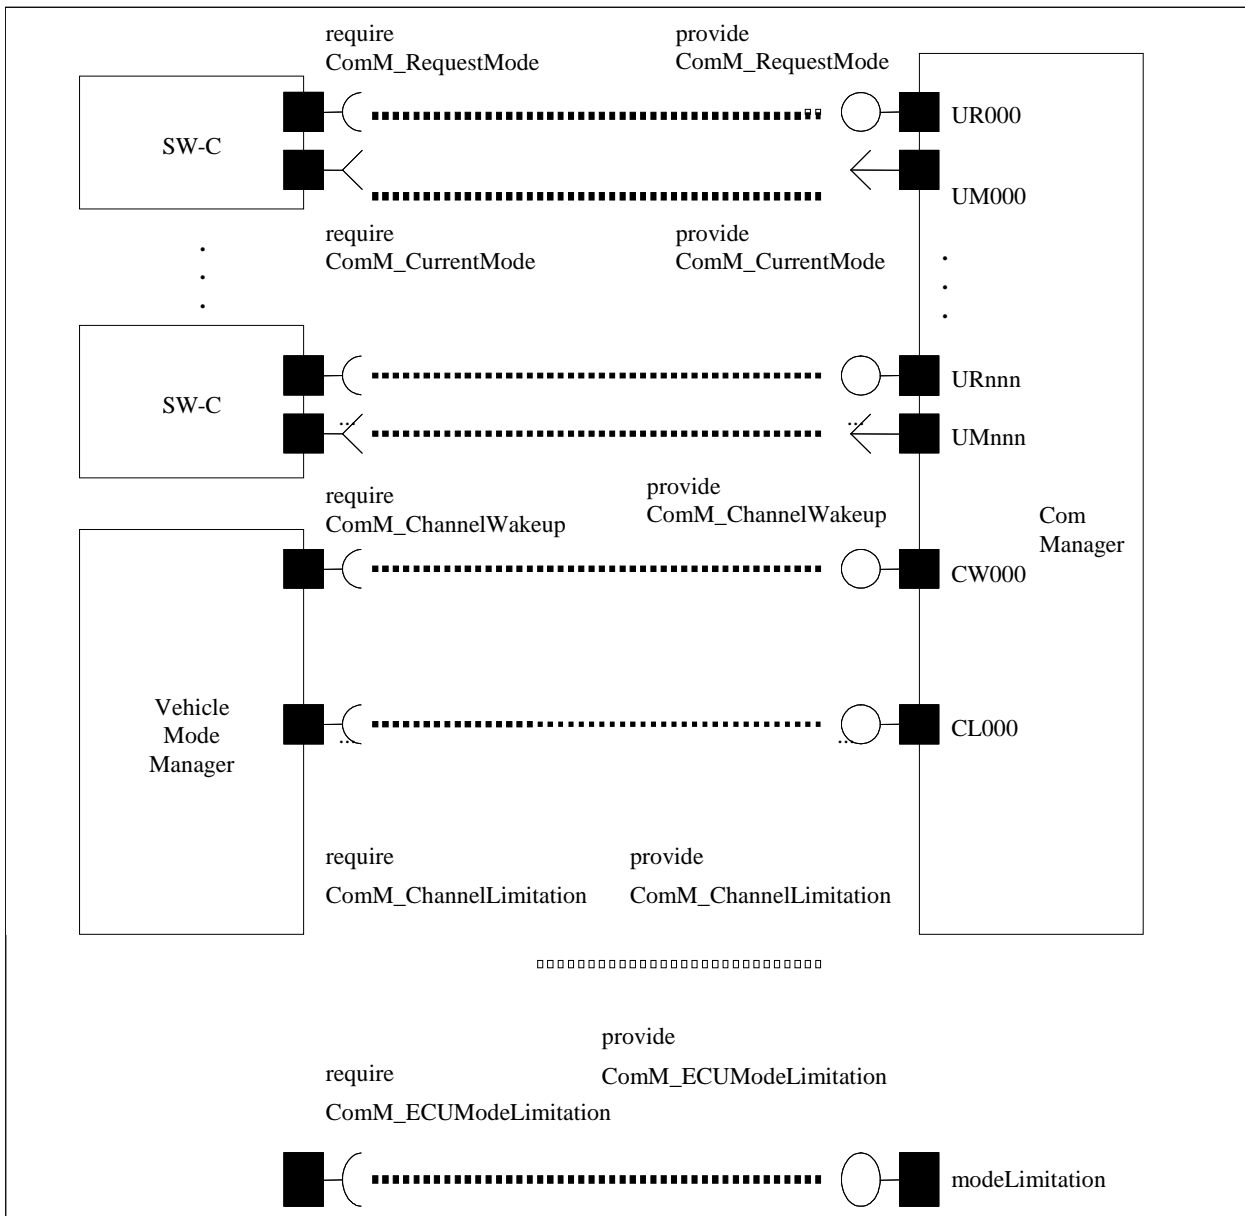 require
ComM_RequestMode
provide
ComM_RequestMode
SW-C
UR000
UM000
require
ComM_CurrentMode
provide
ComM_CurrentMode
SW-C
URnnn
...
...
UMnnn
require
ComM_ChannelWakeup
provide
ComM_ChannelWakeup
Com
Manager
CW000
Vehicle
Mode
Manager
...
...
CL000
require
ComM_ChannelLimitation
provide
ComM_ChannelLimitation
provide
ComM_ECUModeLimitation
require
ComM_ECUModeLimitation
modeLimitation